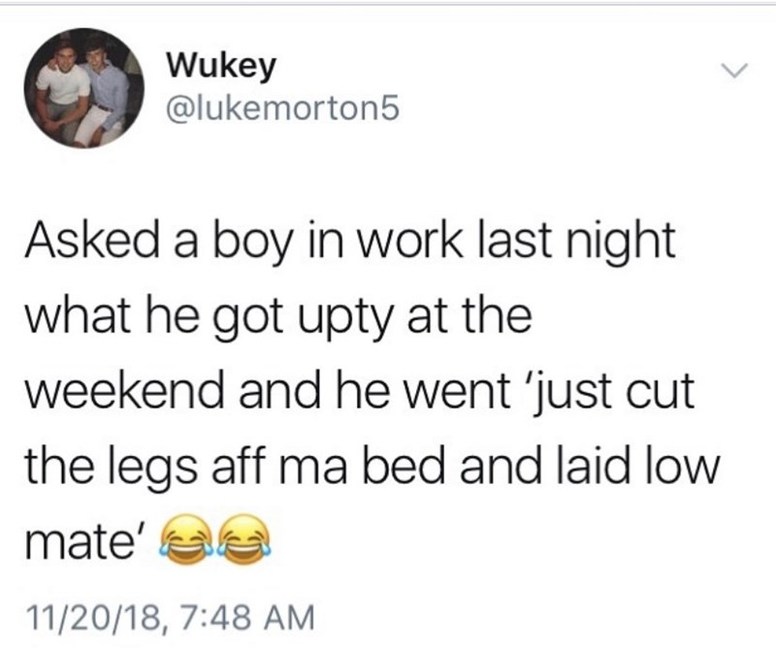 Wukey
@lukemorton5
Asked a boy in work last night
what he got upty at the
weekend and he went ‘just cut
the legs aff ma bed and laid low
mate’ 😂😂
11/20/18, 7:48 AM